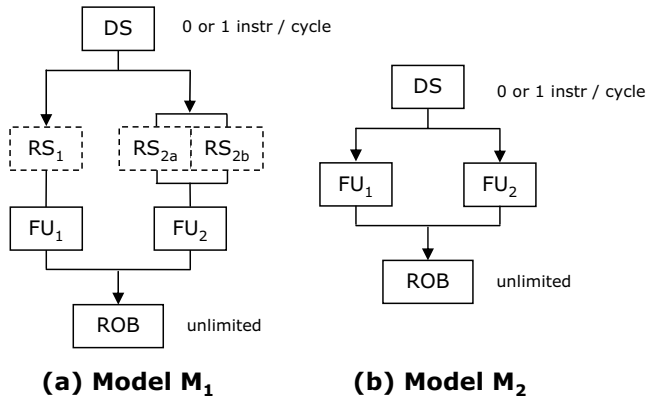 DS
0 or 1 instr / cycle
RS₁
RS₂ₐ
RS₂b
FU₁
FU₂
ROB
unlimited
(a) Model M₁
DS
0 or 1 instr / cycle
FU₁
FU₂
ROB
unlimited
(b) Model M₂